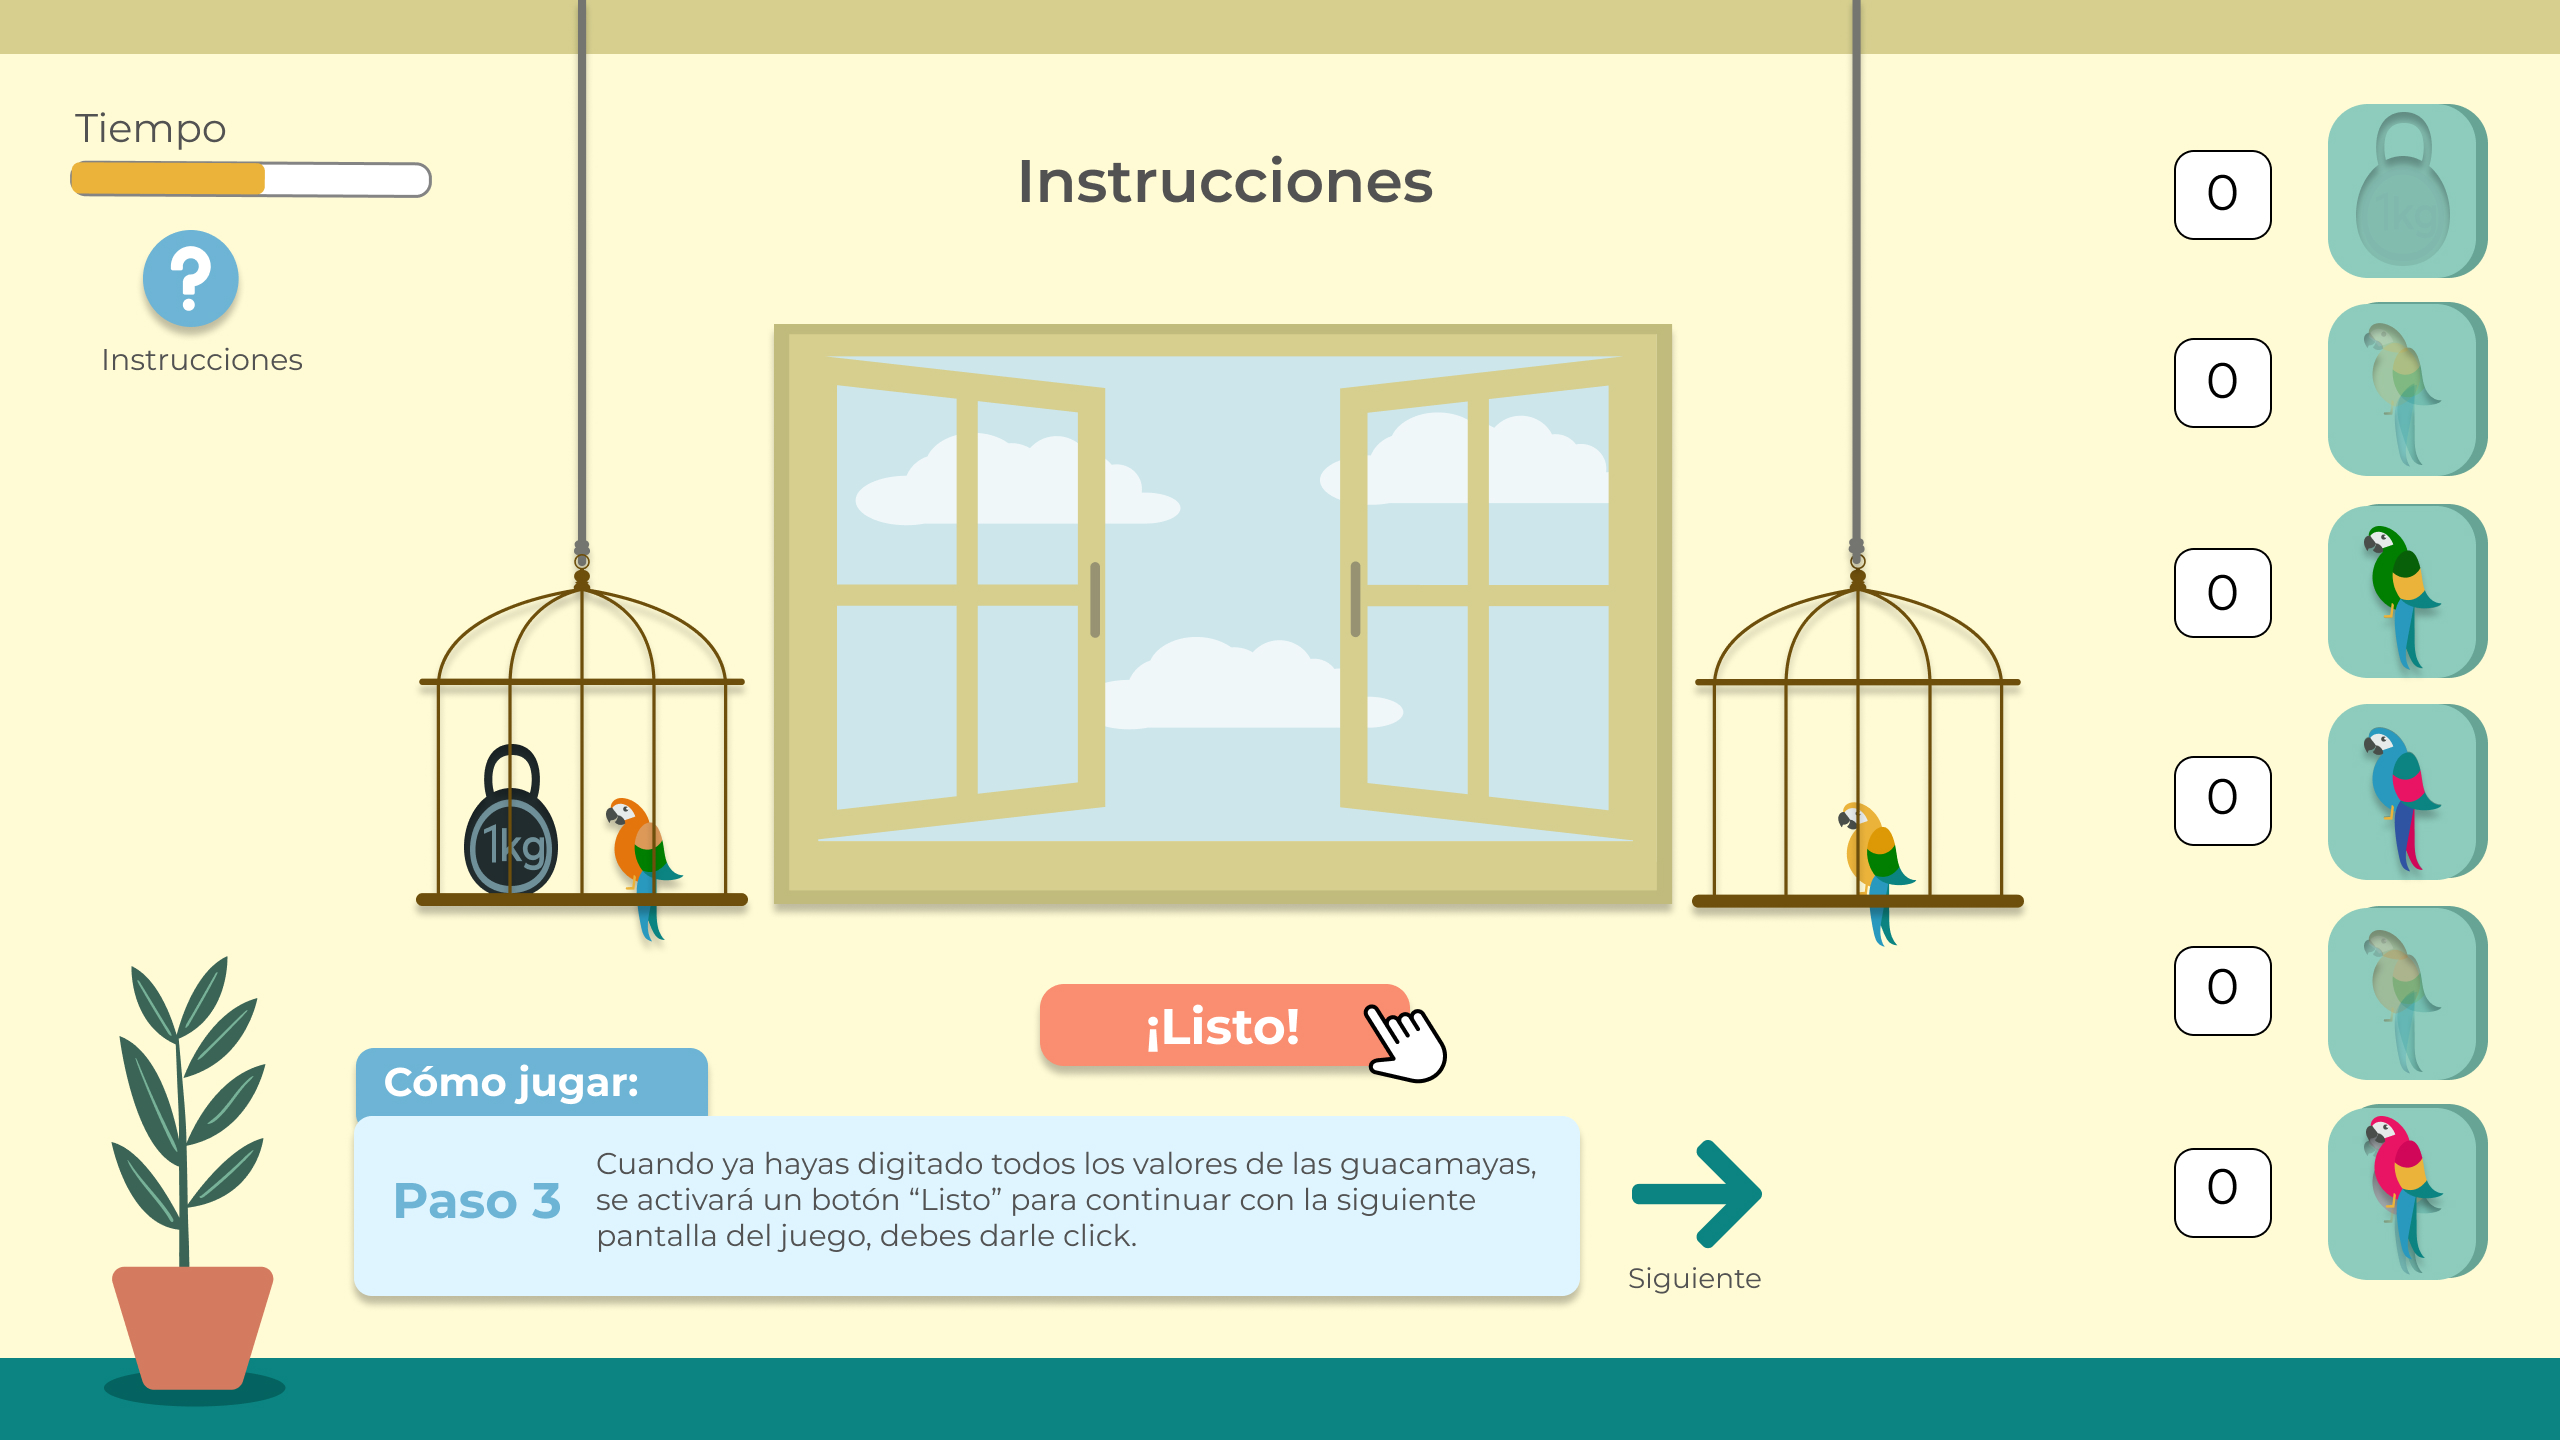 Tiempo
Instrucciones
Instrucciones
1kg
1kg
0
0
0
0
0
0
¡Listo!
Cómo jugar:
Paso 3
Cuando ya hayas digitado todos los valores de las guacamayas,
se activará un botón “Listo” para continuar con la siguiente
pantalla del juego, debes darle click.
Siguiente